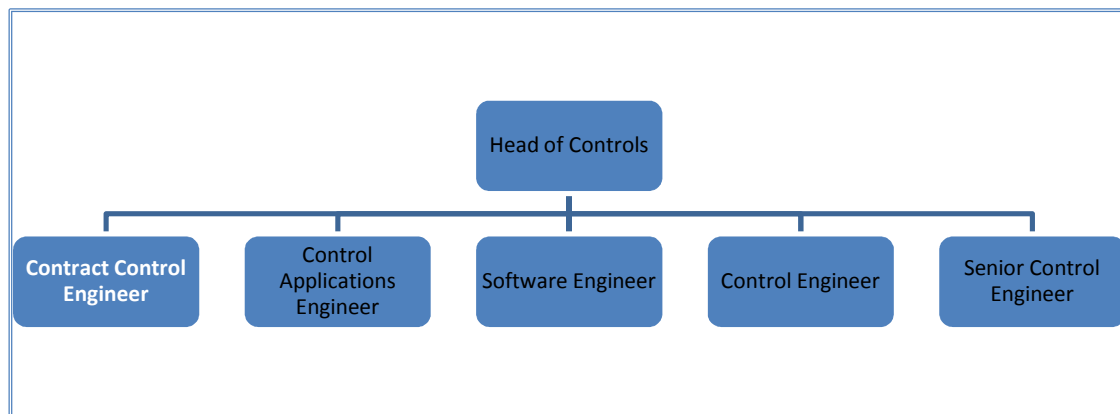 Head of Controls
Contract Control
Engineer
Control
Applications
Engineer
Software Engineer
Control Engineer
Senior Control
Engineer